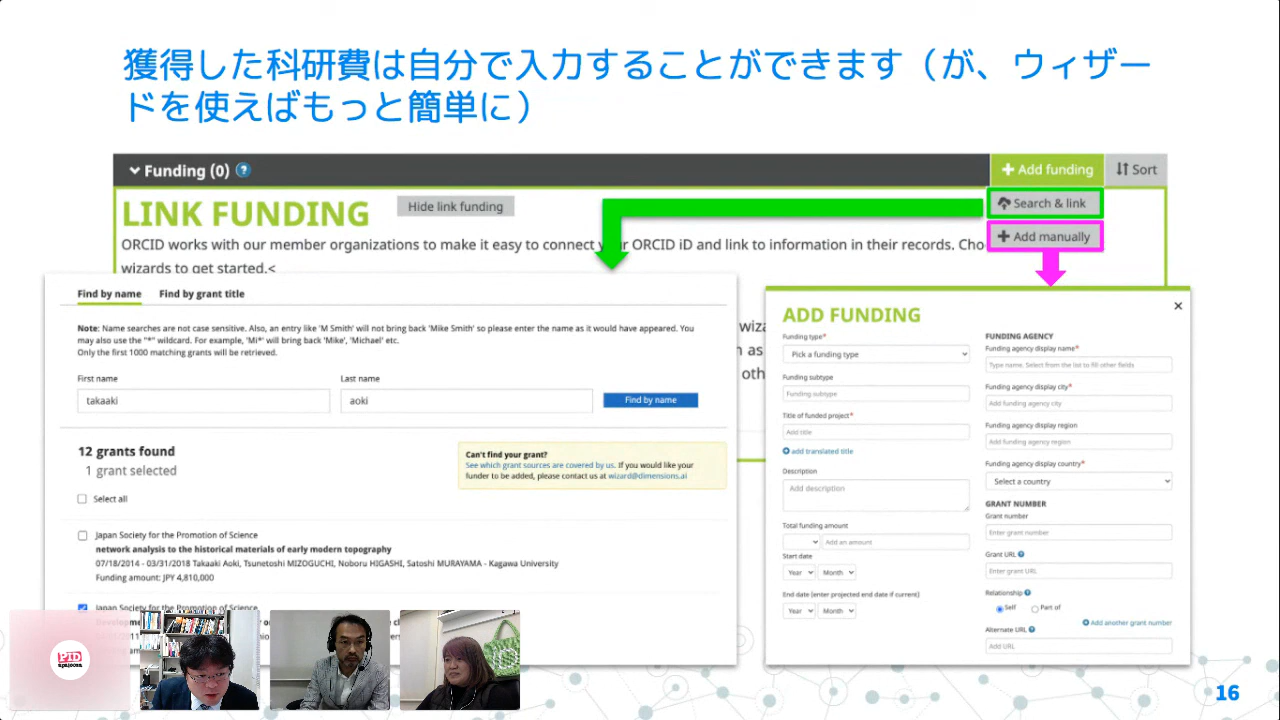 獲得した科研費は自分で入力することができます（が、ウィザー
ドを使えばもっと簡単に）
Funding (0)
Add funding
Sort
LINK FUNDING
Hide link funding
Search & link
Add manually
ORCID works with our member organizations to make it easy to connect your ORCID iD and link to information in their records. Cho
wizards to get started.<
Find by name Find by grant title
Note: Name searches are not case sensitive. Also, an entry like 'M Smith' will not bring back 'Mike Smith' so please enter the name as it would have appeared. You
may also use the "*" wildcard. For example, 'Mi*' will bring back 'Mike', 'Michael' etc.
Only the first 1000 matching grants will be retrieved.
First name
Last name
takaaki
aoki
Find by name
12 grants found
1 grant selected
Select all
Can't find your grant?
See which grant sources are covered by us. If you would like your
funder to be added, please contact us at wizard@dimensions.ai
Japan Society for the Promotion of Science
network analysis to the historical materials of early modern topography
07/18/2014 - 03/31/2018 Takaaki Aoki, Tsunetoshi MIZOGUCHI, Noboru HIGASHI, Satoshi MURAYAMA - Kagawa University
Funding amount: JPY 4,810,000
Japan Society for the Promotion of Science
ADD FUNDING
Funding type*
Pick a funding type
Funding subtype
Funding subtype
Title of funded project*
Add title
add translated title
Description
Add description
Total funding amount
Add an amount
Start date
Year Month
End date (enter projected end date if current)
Year Month
FUNDING AGENCY
Funding agency display name*
Type name. Select from the list to fill other fields
Funding agency display city*
Add funding agency city
Funding agency display region
Add funding agency region
Funding agency display country*
Select a country
GRANT NUMBER
Grant number
Enter grant number
Grant URL
Enter grant URL
Relationship
Self Part of
Add another grant number
Alternate URL
Add URL
PID
16